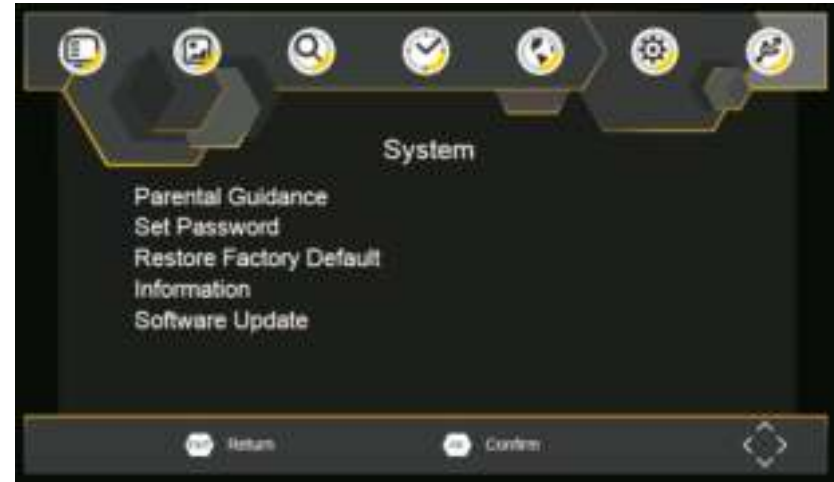 System
Parental Guidance
Set Password
Restore Factory Default
Information
Software Update
Return
Confirm